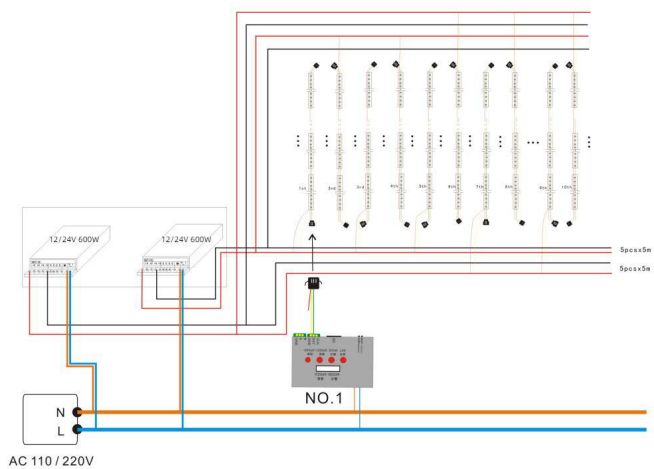 1st
2nd
3rd
4th
5th
6th
7th
8th
9th
10th
12/24V 600W
12/24V 600W
5pcsx5m
5pcsx5m
NO.1
N
L
AC 110 / 220V